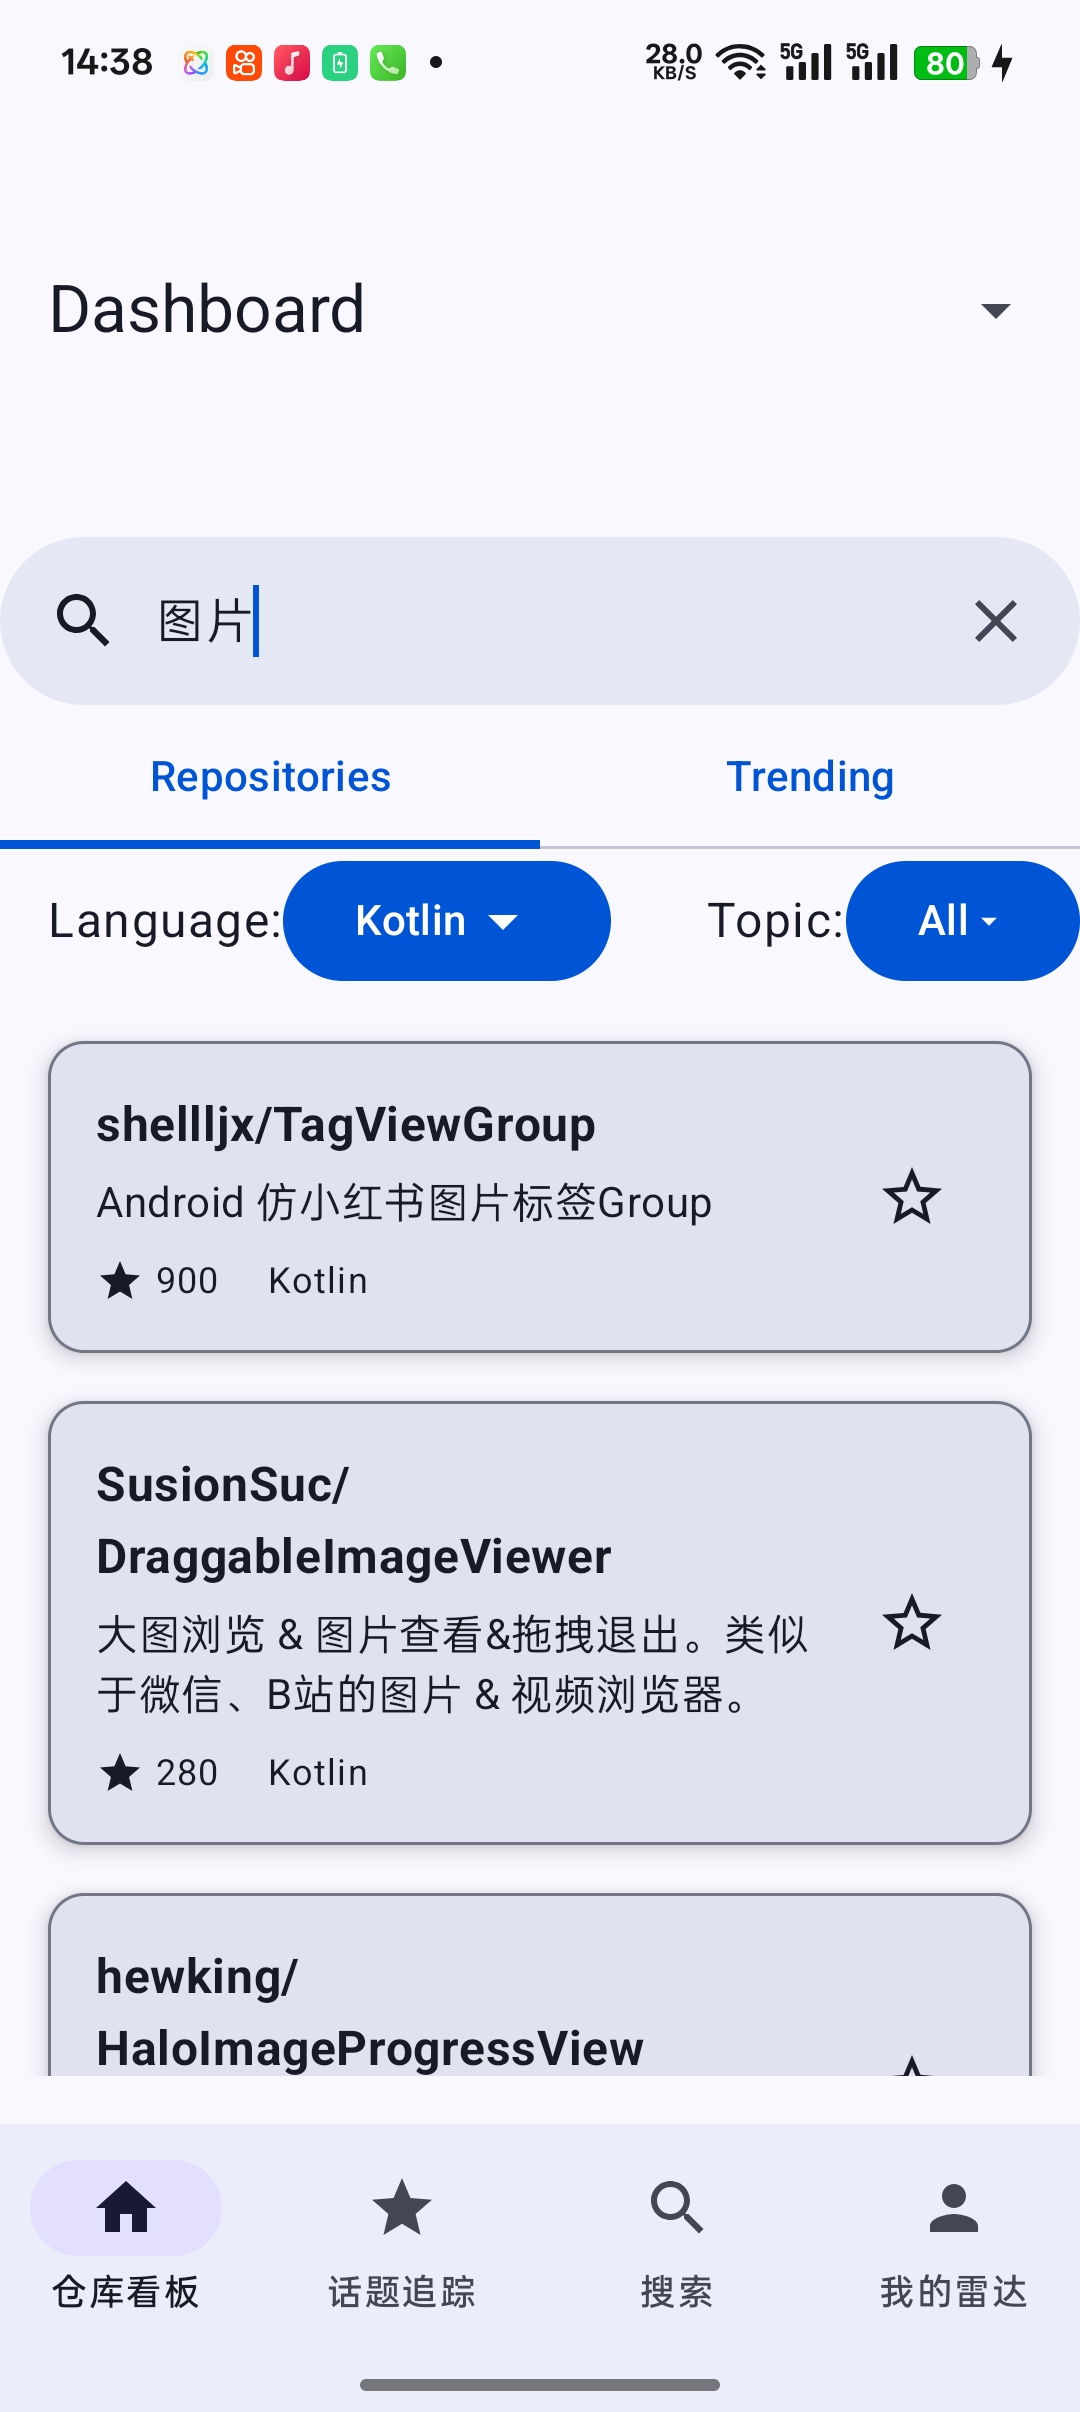 14:38
28.0
KB/S
5G
5G
80
Dashboard
图片
Repositories
Trending
Language:
Kotlin
Topic:
All
shellljx/TagViewGroup
Android 仿小红书图片标签Group
900 Kotlin
SusionSuc/
DraggableImageViewer
大图浏览 & 图片查看&拖拽退出。类似
于微信、B站的图片 & 视频浏览器。
280 Kotlin
hewking/
HaloImageProgressView
仓库看板
话题追踪
搜索
我的雷达